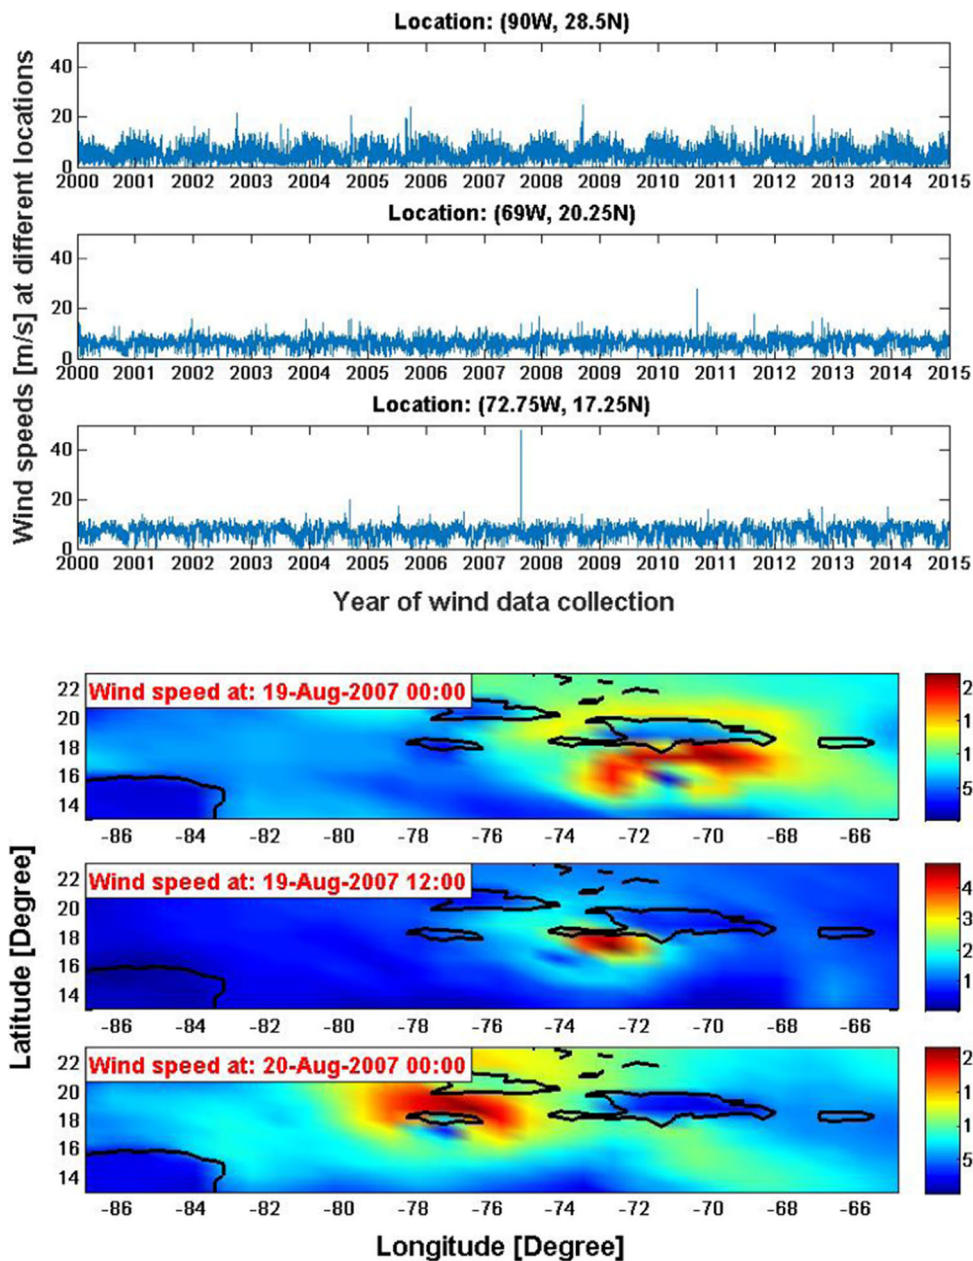 Location: (90W, 28.5N)
40
20
0
2000 2001 2002 2003 2004 2005 2006 2007 2008 2009 2010 2011 2012 2013 2014 2015
Location: (69W, 20.25N)
40
20
0
2000 2001 2002 2003 2004 2005 2006 2007 2008 2009 2010 2011 2012 2013 2014 2015
Location: (72.75W, 17.25N)
40
20
0
2000 2001 2002 2003 2004 2005 2006 2007 2008 2009 2010 2011 2012 2013 2014 2015
Wind speeds [m/s] at different locations
Year of wind data collection
Wind speed at: 19-Aug-2007 00:00
22
20
18
16
14
-86 -84 -82 -80 -78 -76 -74 -72 -70 -68 -66
2
1
1
5
Wind speed at: 19-Aug-2007 12:00
22
20
18
16
14
-86 -84 -82 -80 -78 -76 -74 -72 -70 -68 -66
4
3
2
1
Wind speed at: 20-Aug-2007 00:00
22
20
18
16
14
-86 -84 -82 -80 -78 -76 -74 -72 -70 -68 -66
2
1
1
5
Latitude [Degree]
Longitude [Degree]